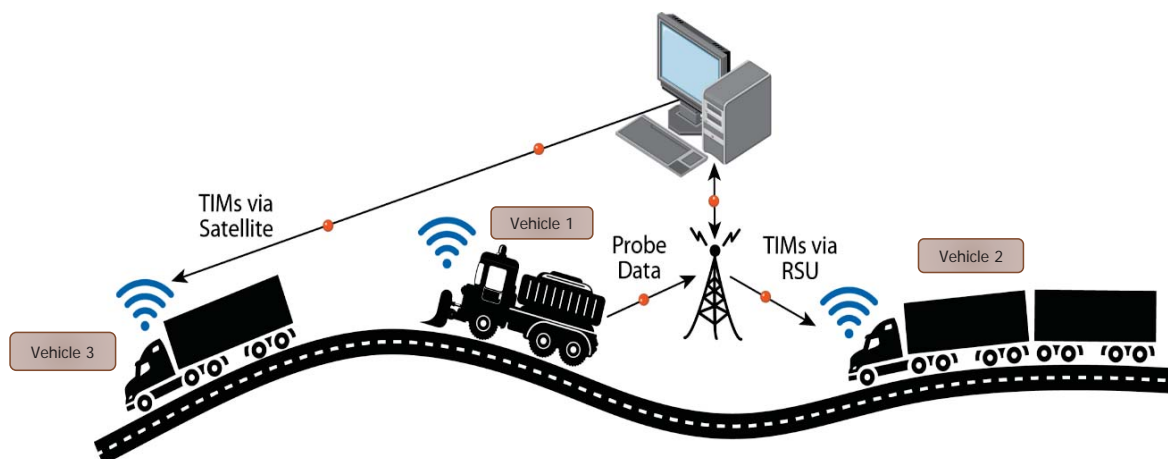 TIMs via
Satellite
Vehicle 1
Probe
Data
TIMs via
RSU
Vehicle 2
Vehicle 3